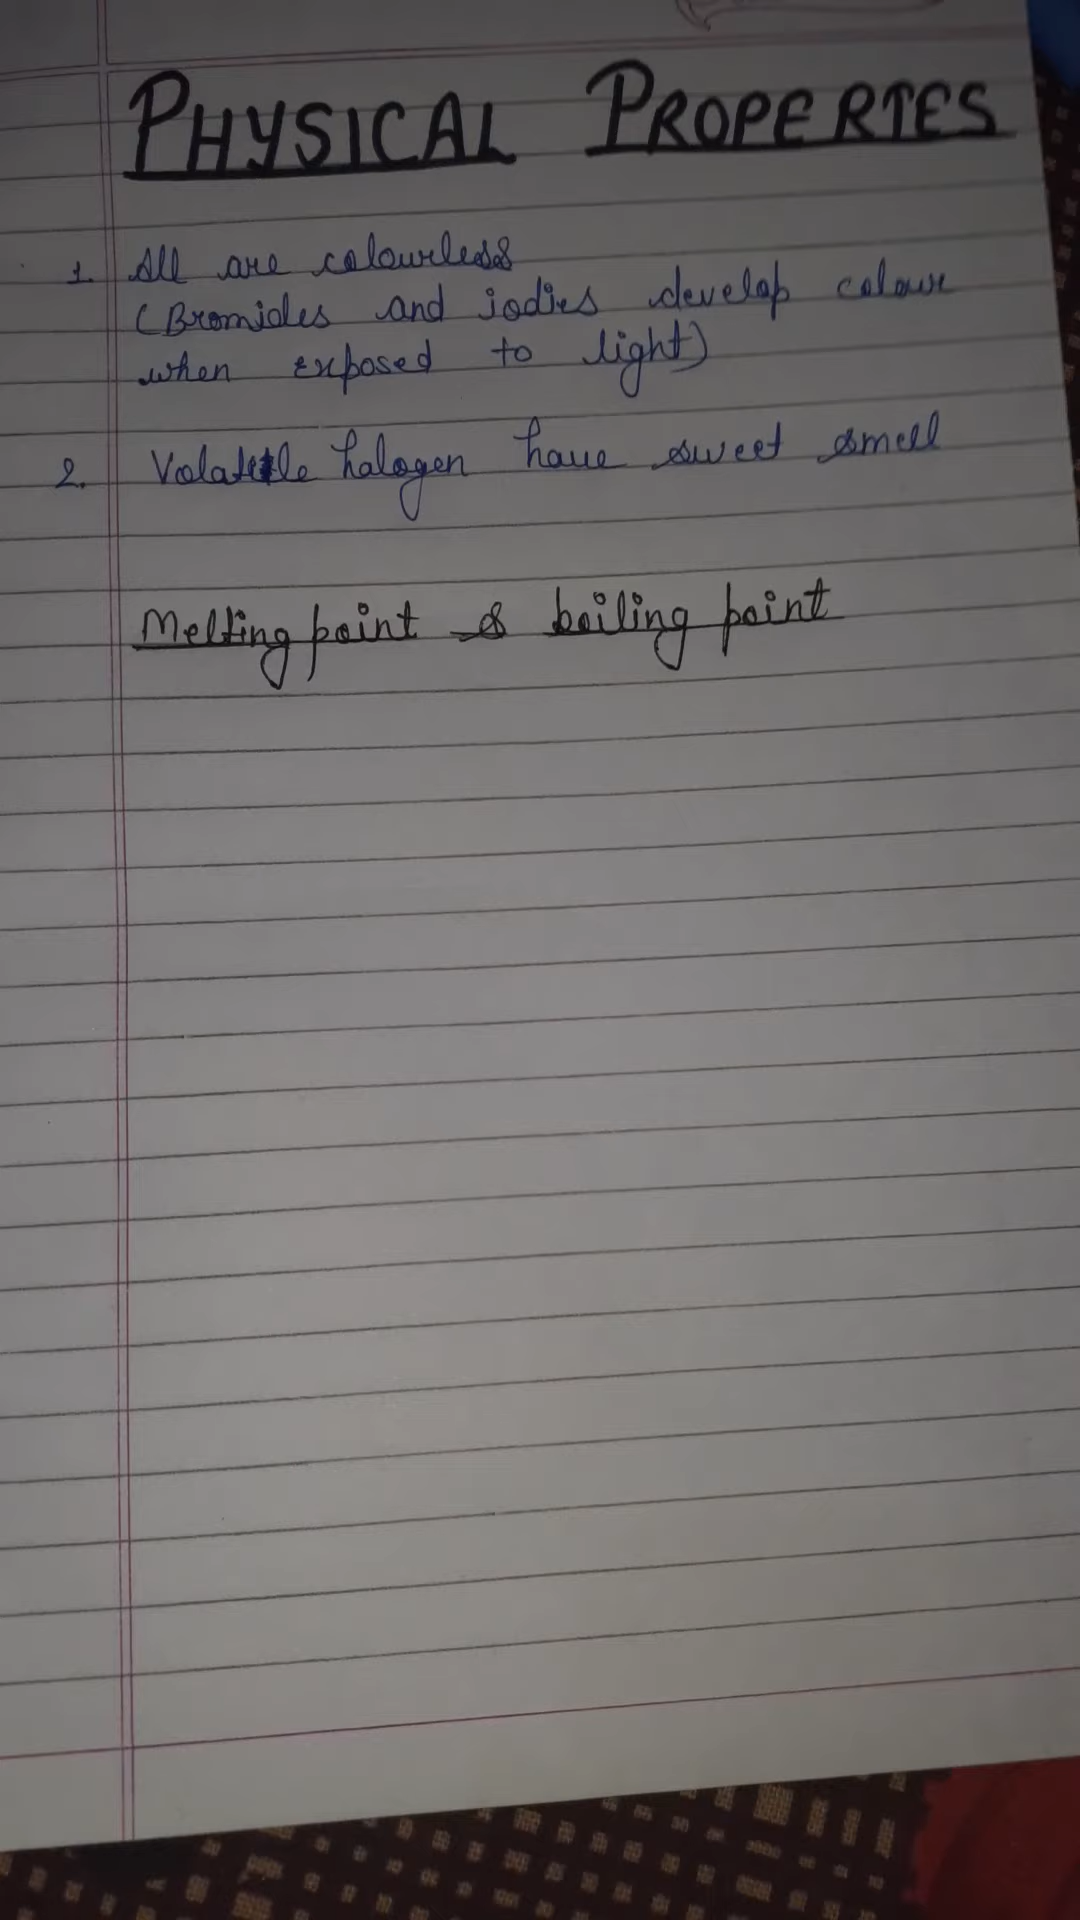 PHYSICAL PROPERTES
1. All are colourless
(Bromides and iodies develop colour
when exposed to light)
2. Volatile halogen have sweet smell
Melting point & boiling point